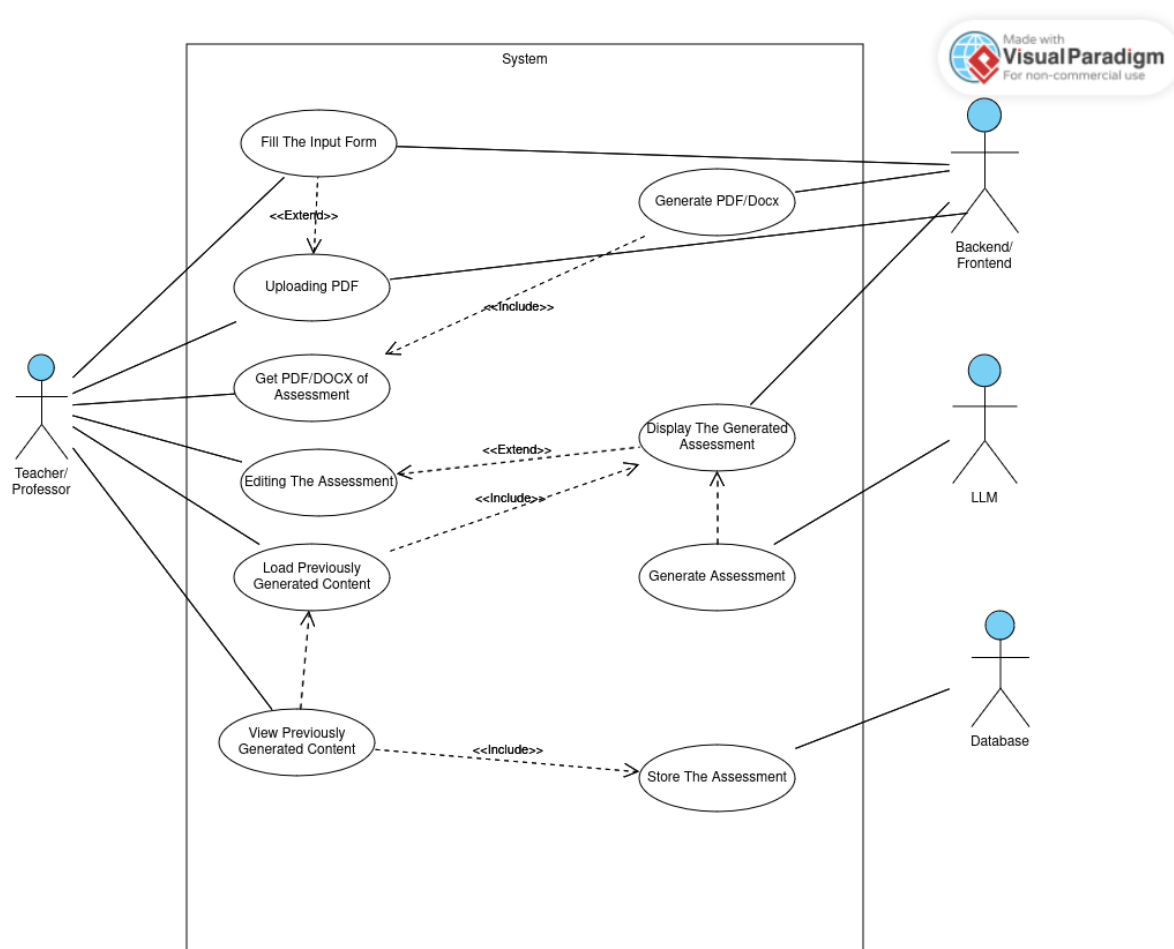 Made with
Visual Paradigm
For non-commercial use
System
Fill The Input Form
Generate PDF/Docx
<<Extend>>
Backend/
Frontend
Uploading PDF
<<Include>>
Get PDF/DOCX of
Assessment
Display The Generated
Assessment
<<Extend>>
Teacher/
Professor
Editing The Assessment
<<Include>>
LLM
Load Previously
Generated Content
Generate Assessment
View Previously
Generated Content
<<Include>>
Store The Assessment
Database